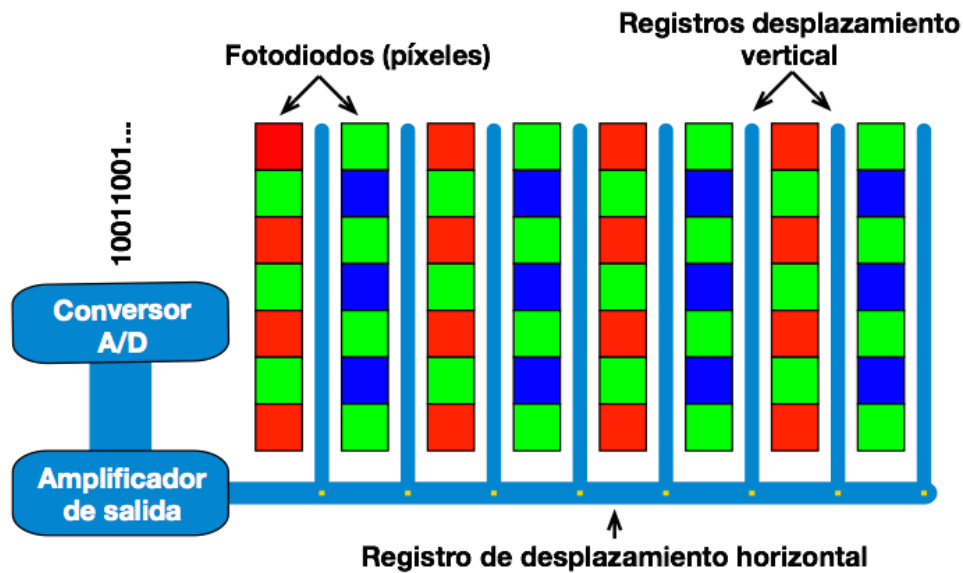 Registros desplazamiento
vertical
Fotodiodos (píxeles)
10011001...
Conversor
A/D
Amplificador
de salida
Registro de desplazamiento horizontal